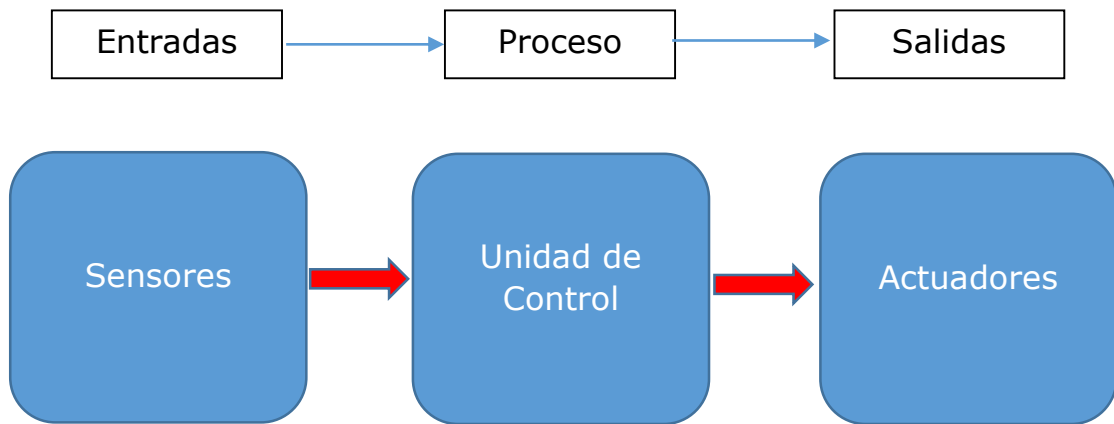 Entradas
Proceso
Salidas
Sensores
Unidad de
Control
Actuadores